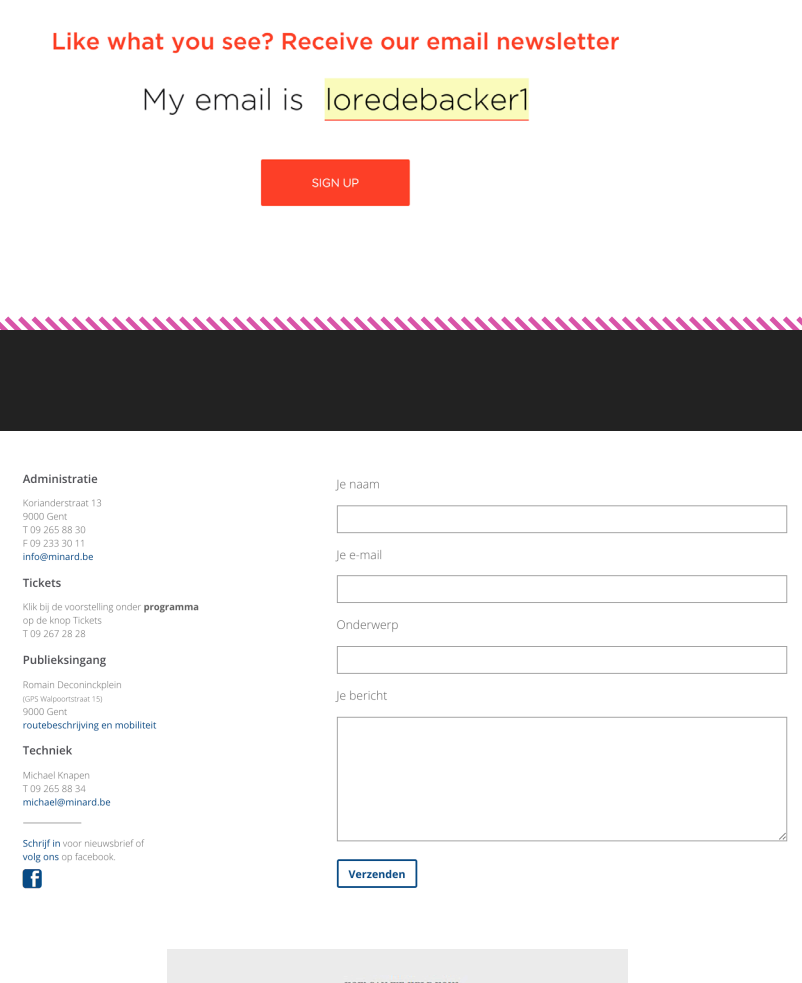 Like what you see? Receive our email newsletter
My email is loredebacker1
SIGN UP
Administratie
Korianderstraat 13
9000 Gent
T 09 265 88 30
F 09 233 30 11
info@minard.be
Tickets
Klik bij de voorstelling onder programma
op de knop Tickets
T 09 267 28 28
Publieksingang
Romain Deconinckplein
(GPS Walpoortstraat 15)
9000 Gent
routebeschrijving en mobiliteit
Techniek
Michael Knapen
T 09 265 88 34
michael@minard.be
Schrijf in voor nieuwsbrief of
volg ons op facebook.
f
Je naam
Je e-mail
Onderwerp
Je bericht
Verzenden